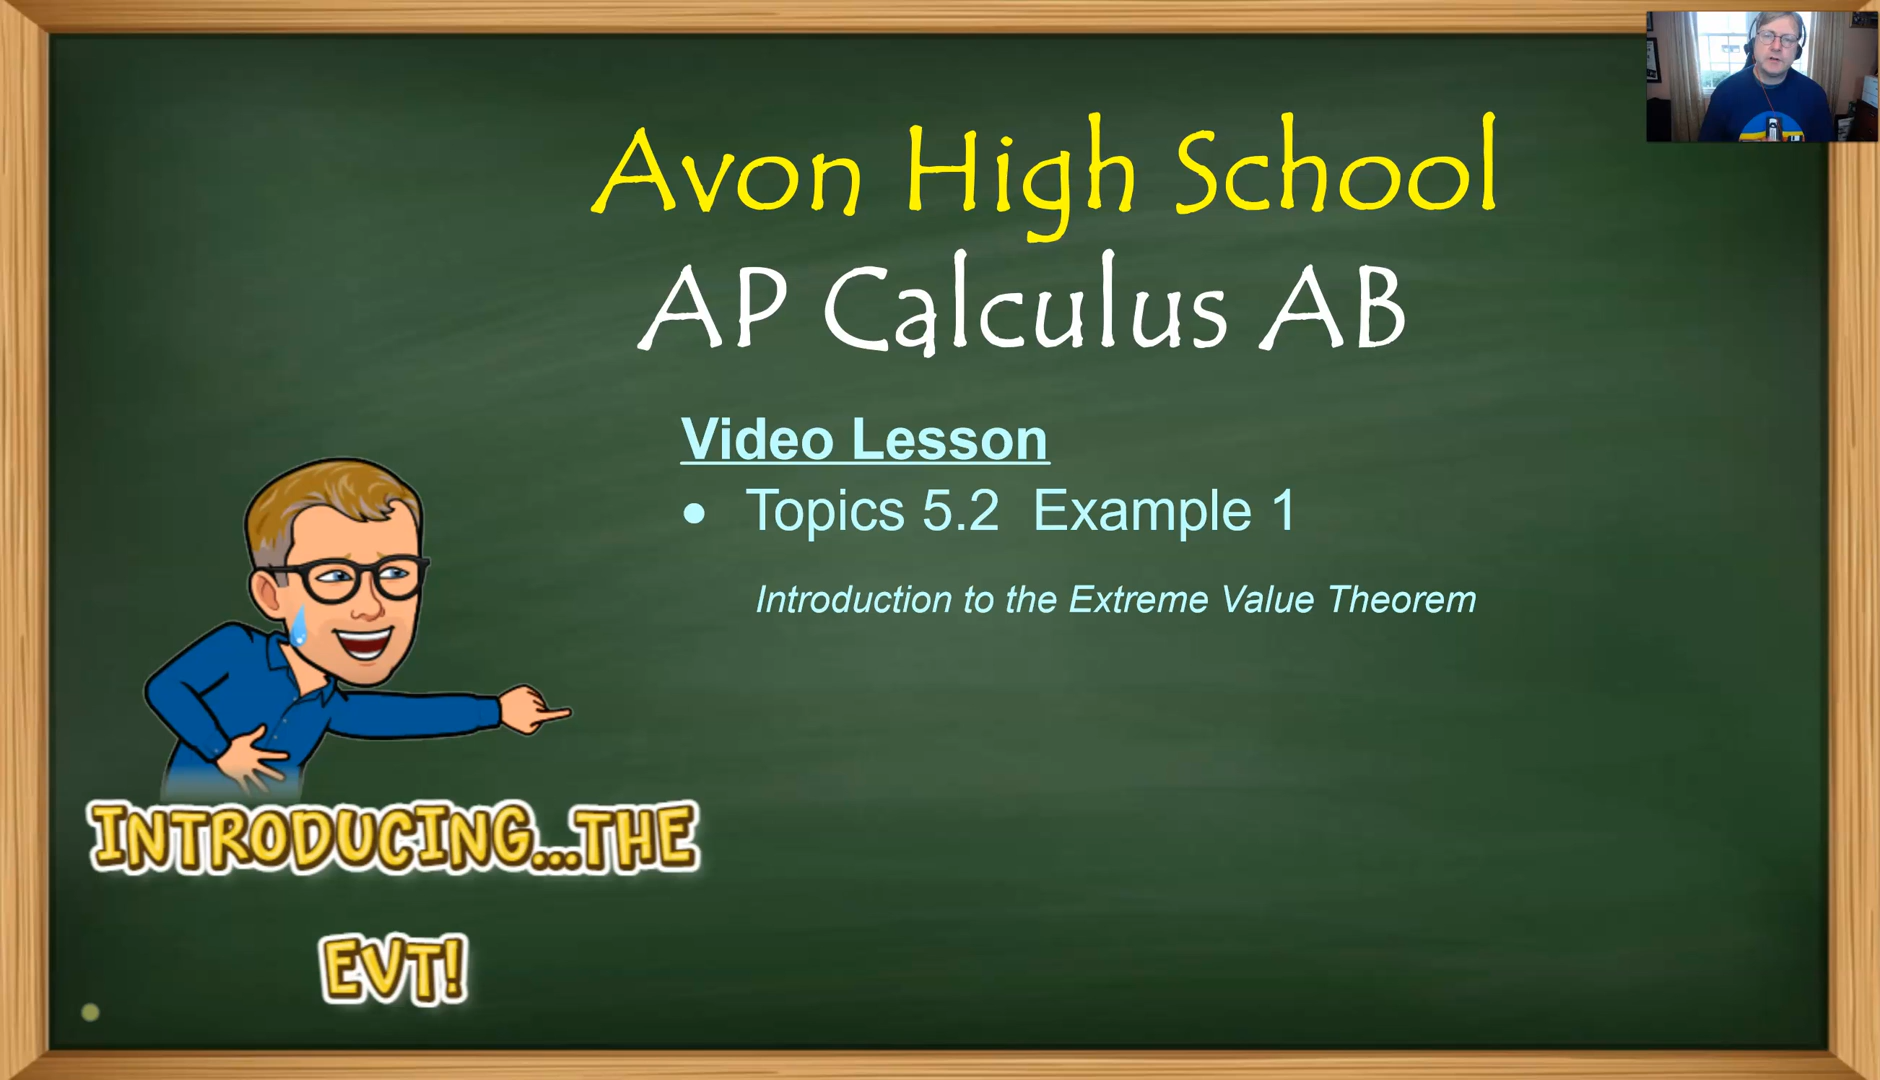 Avon High School
AP Calculus AB
Video Lesson
• Topics 5.2 Example 1
Introduction to the Extreme Value Theorem
INTRODUCING...THE
EVT!